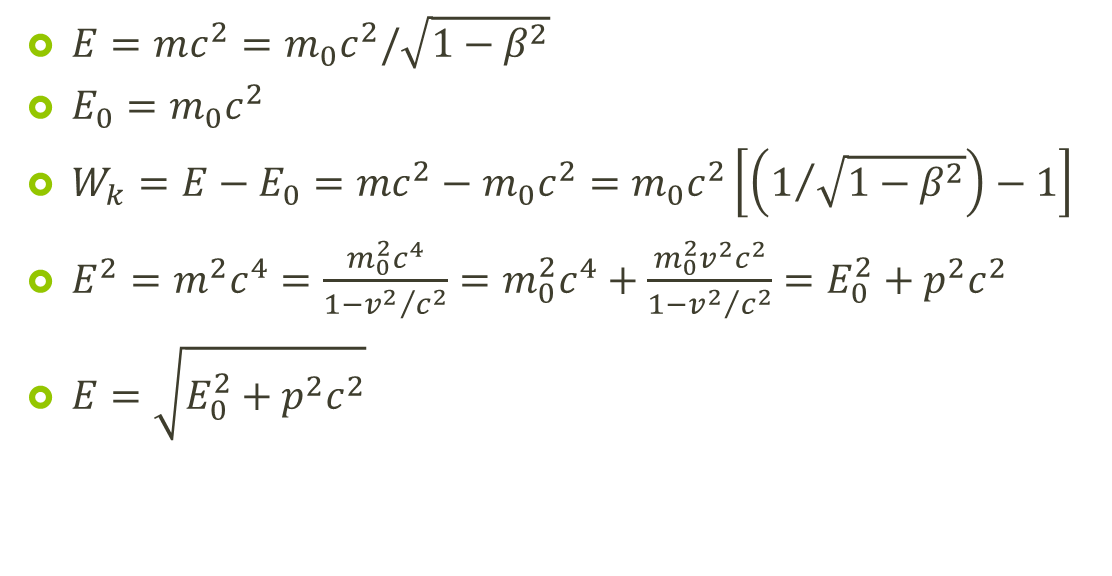 E = mc² = m₀c²/√(1 − β²)
E₀ = m₀c²
Wₖ = E − E₀ = mc² − m₀c² = m₀c² [(1/√(1 − β²)) − 1]
E² = m²c⁴ = m₀²c⁴/(1−v²/c²) = m₀²c⁴ + m₀²v²c²/(1−v²/c²) = E₀² + p²c²
E = √(E₀² + p²c²)